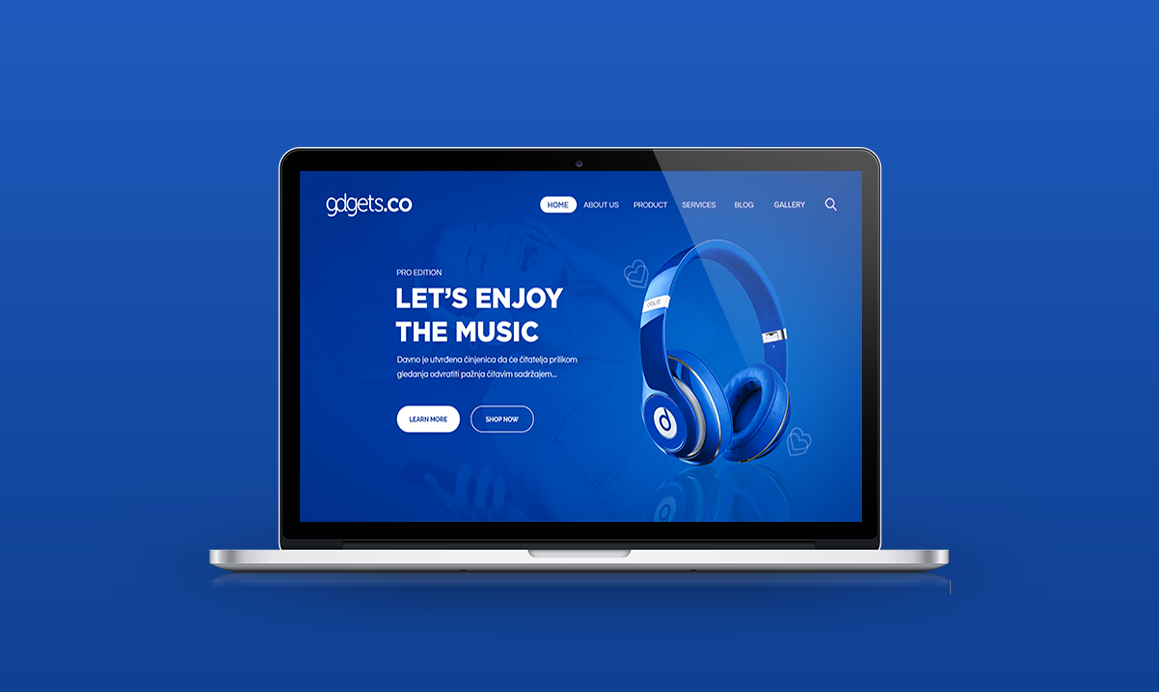 gdgets.co
HOME ABOUT US PRODUCT SERVICES BLOG GALLERY
PRO EDITION
LET'S ENJOY
THE MUSIC
Davno je utvrđena činjenica da će čitatelja prilikom
gledanja odvratiti pažnja čitavim sadržajem...
LEARN MORE SHOP NOW